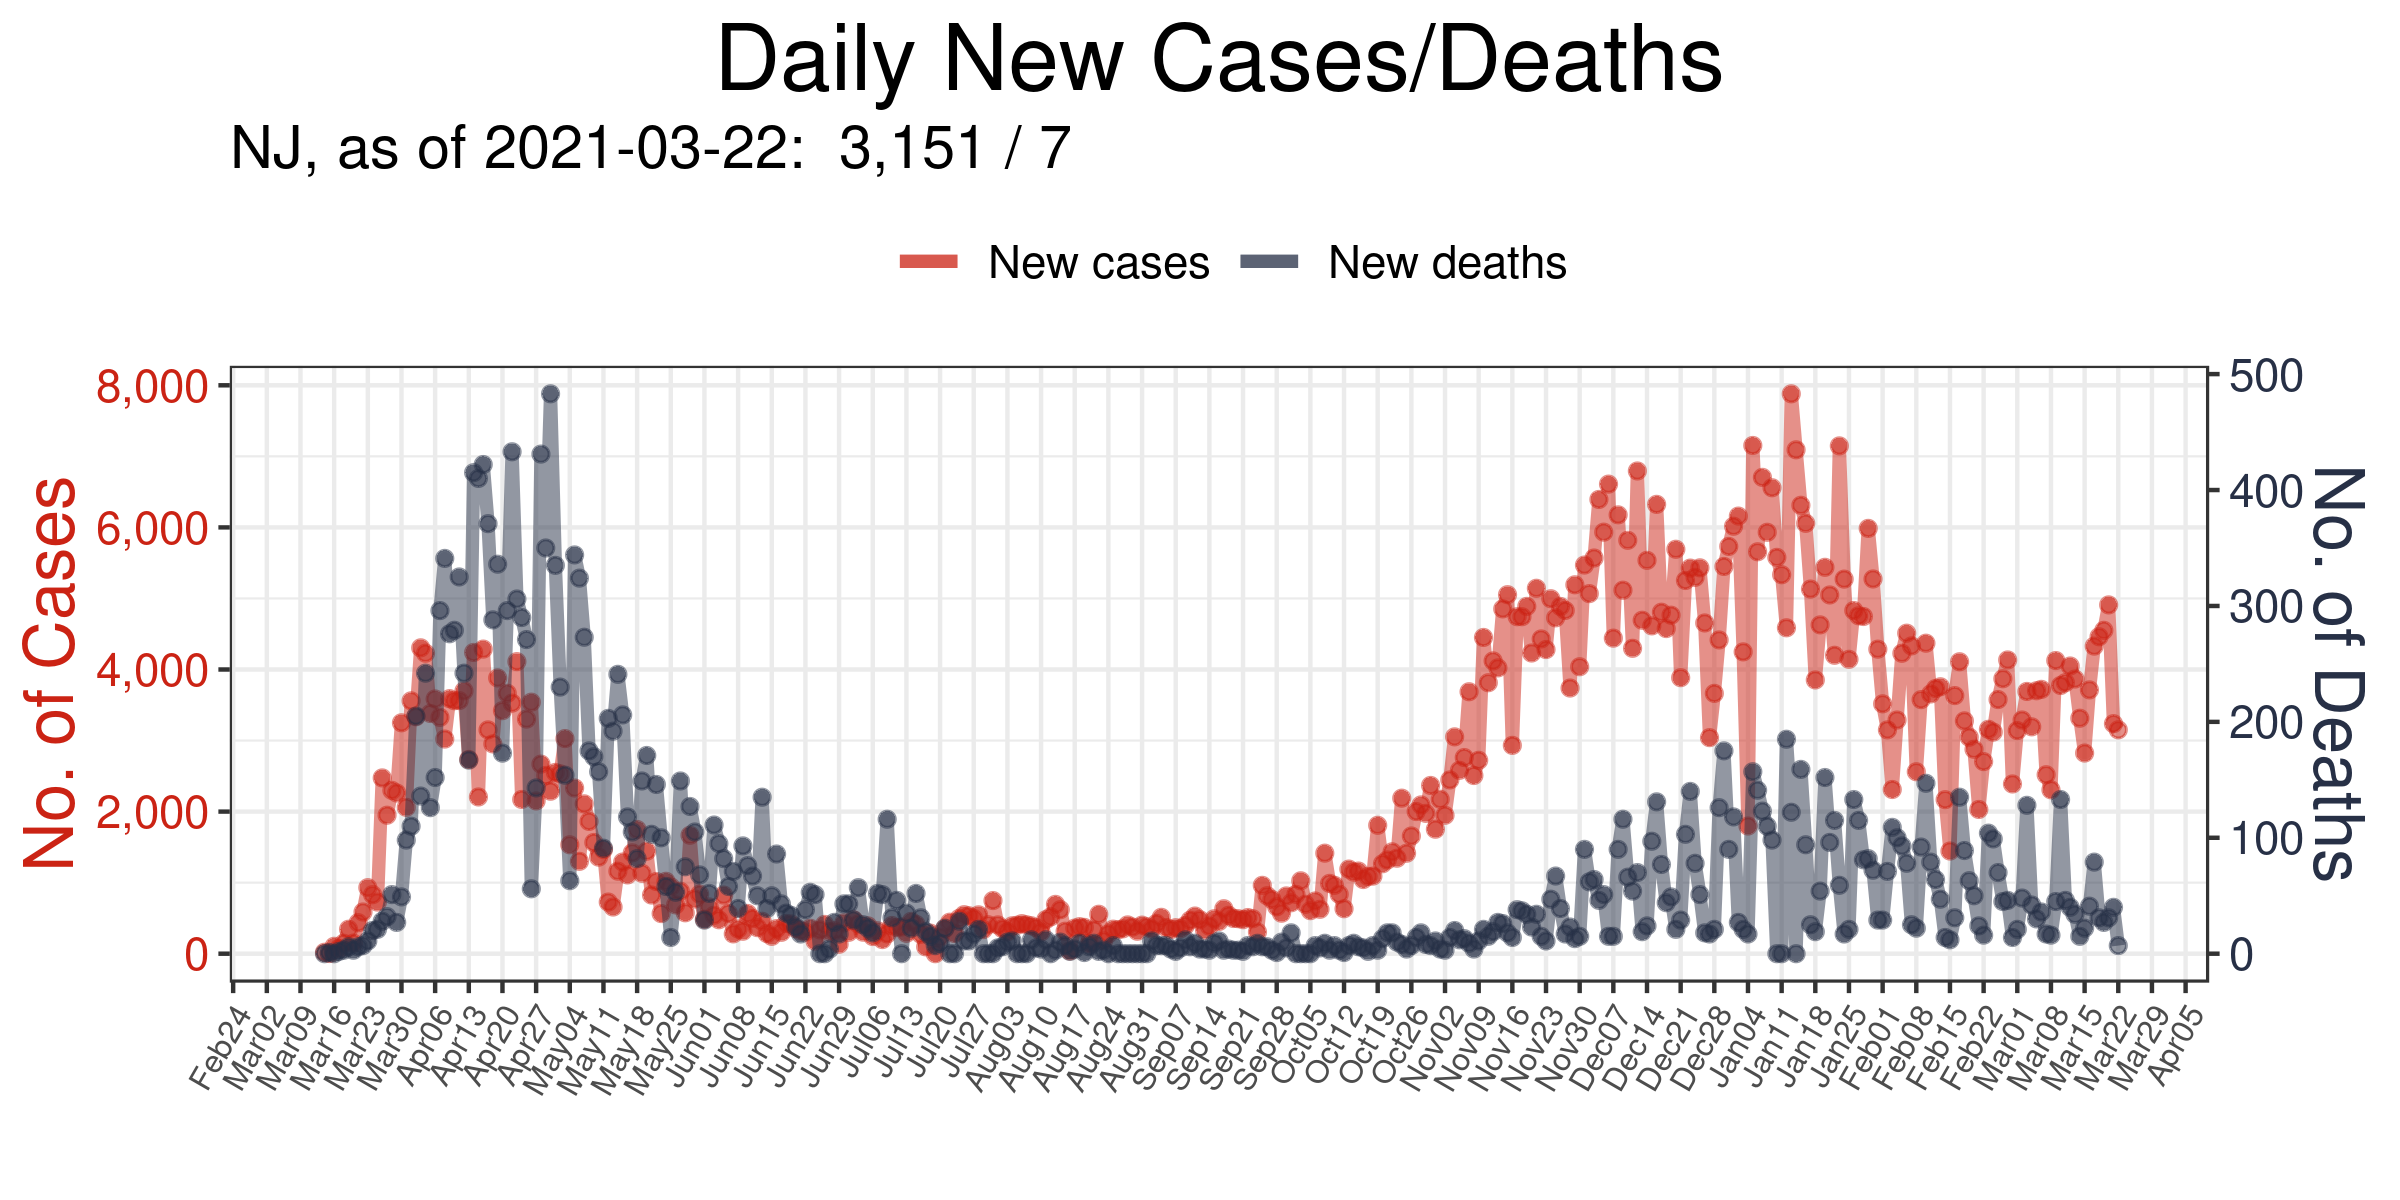 Daily New Cases/Deaths
NJ, as of 2021-03-22:  3,151 / 7
New cases
New deaths
No. of Cases
8,000
6,000
4,000
2,000
0
500
400
300
200
100
0
No. of Deaths
Feb24
Mar02
Mar09
Mar16
Mar23
Mar30
Apr06
Apr13
Apr20
Apr27
May04
May11
May18
May25
Jun01
Jun08
Jun15
Jun22
Jun29
Jul06
Jul13
Jul20
Jul27
Aug03
Aug10
Aug17
Aug24
Aug31
Sep07
Sep14
Sep21
Sep28
Oct05
Oct12
Oct19
Oct26
Nov02
Nov09
Nov16
Nov23
Nov30
Dec07
Dec14
Dec21
Dec28
Jan04
Jan11
Jan18
Jan25
Feb01
Feb08
Feb15
Feb22
Mar01
Mar08
Mar15
Mar22
Mar29
Apr05